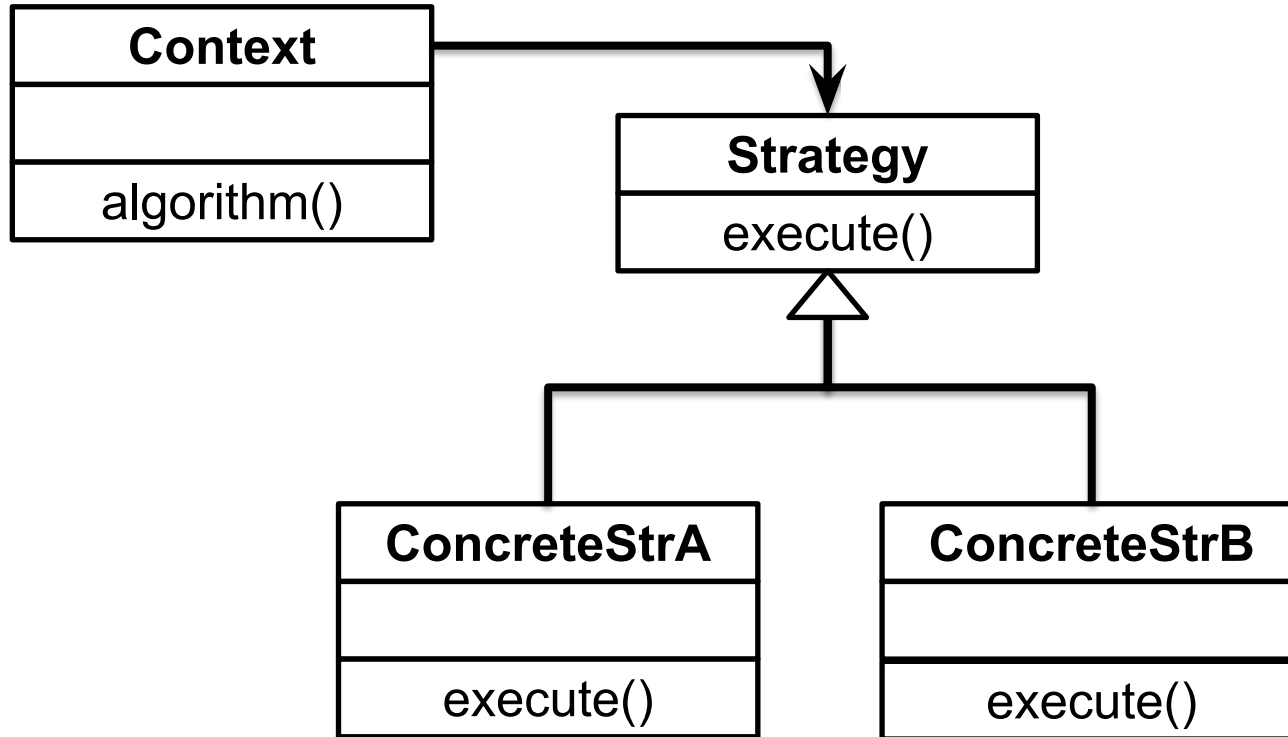 Context
algorithm()
Strategy
execute()
ConcreteStrA
execute()
ConcreteStrB
execute()